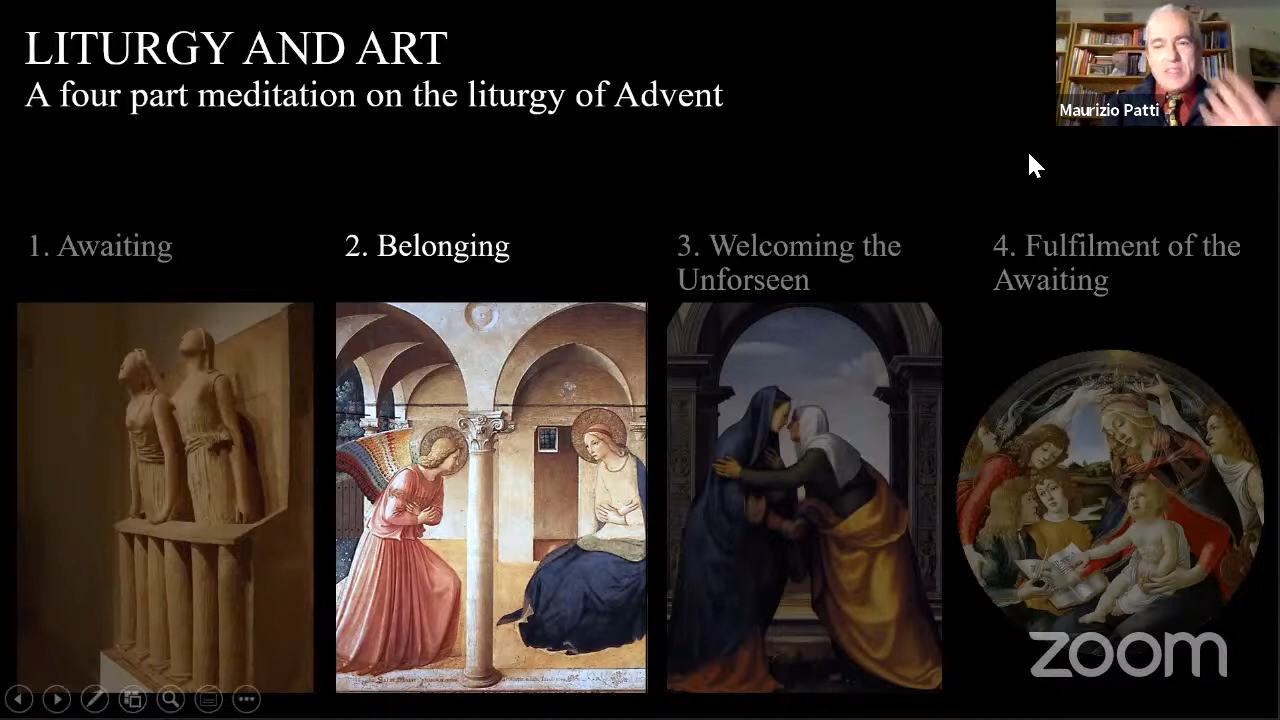 LITURGY AND ART
A four part meditation on the liturgy of Advent
Maurizio Patti
1. Awaiting
2. Belonging
3. Welcoming the
Unforseen
4. Fulfilment of the
Awaiting
zoom